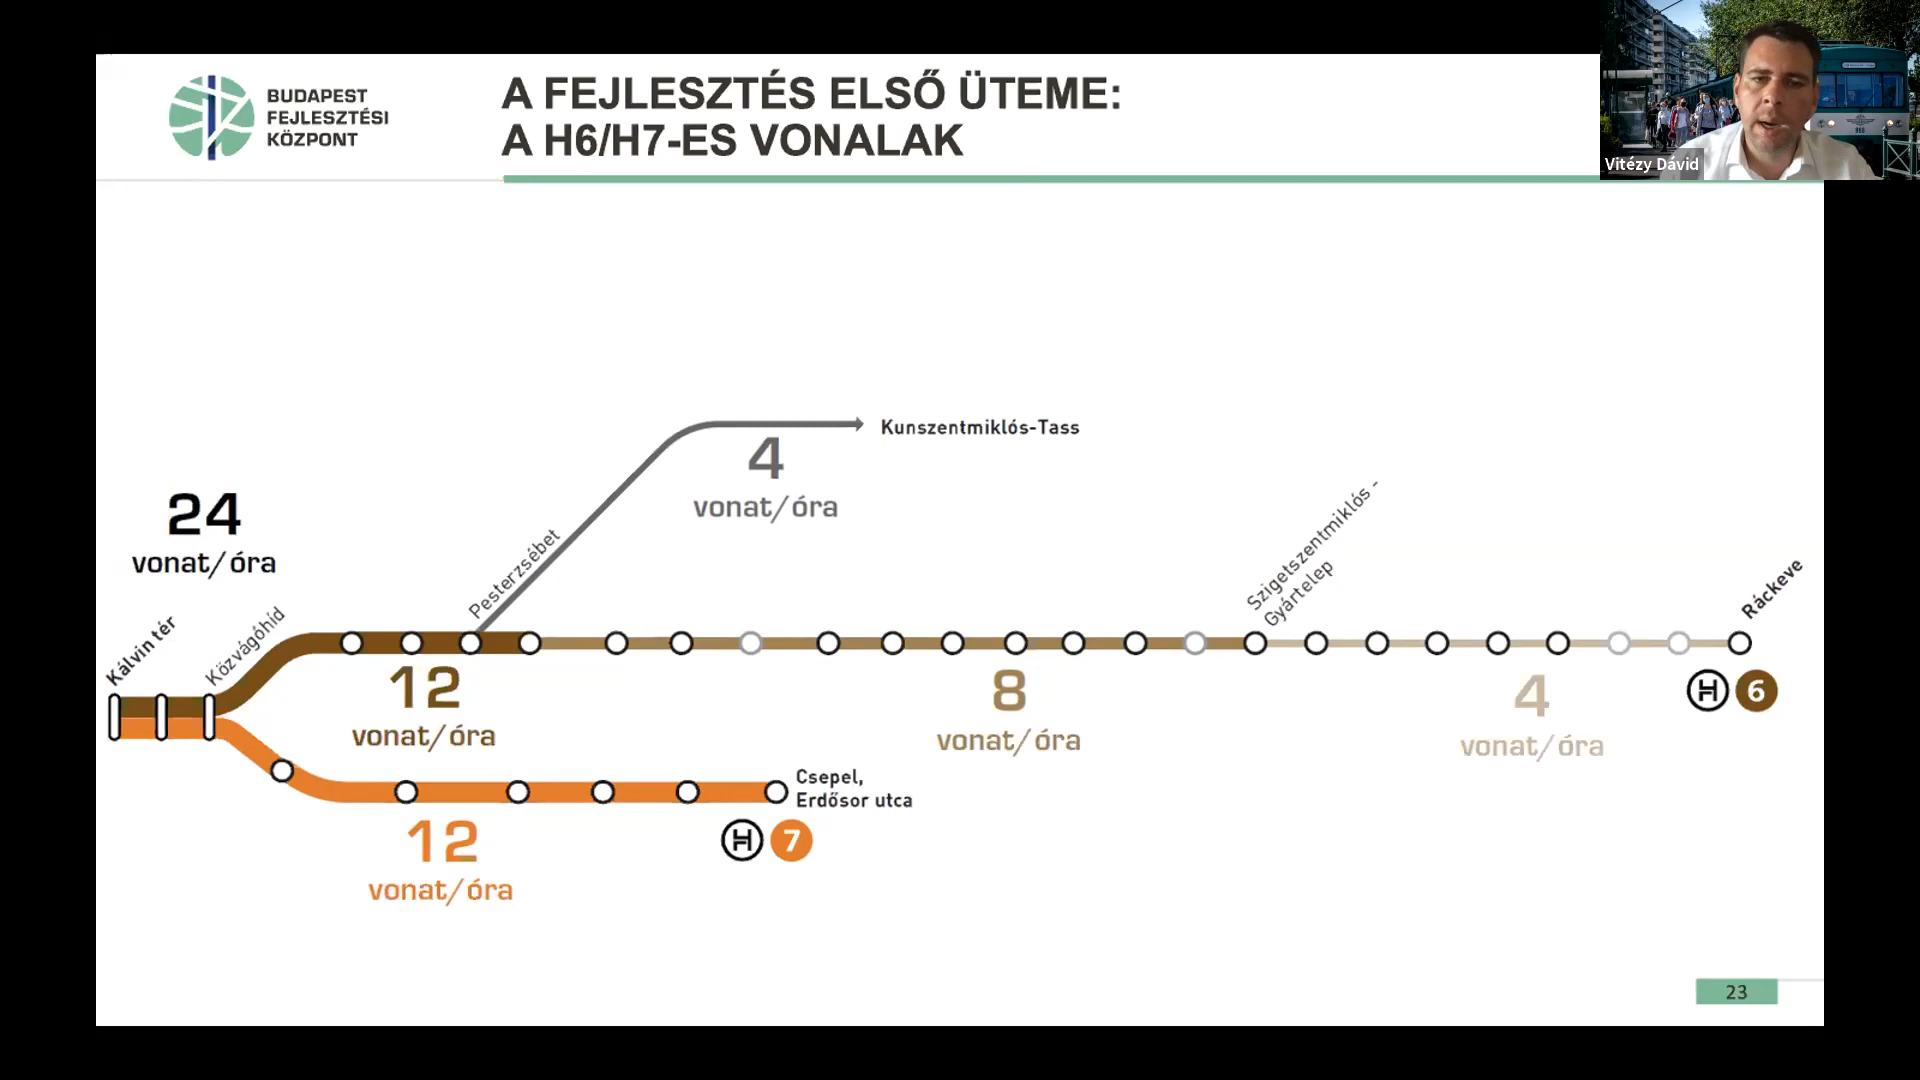 BUDAPEST
FEJLESZTÉSI
KÖZPONT
A FEJLESZTÉS ELSŐ ÜTEME:
A H6/H7-ES VONALAK
Vitézy Dávid
Kunszentmiklós-Tass
4
vonat/óra
24
vonat/óra
Kálvin tér
Közvágóhíd
Pesterzsébet
Szigetszentmiklós -
Gyártelep
Ráckeve
12
vonat/óra
8
vonat/óra
4
vonat/óra
H 6
Csepel,
Erdősor utca
12
vonat/óra
H 7
23